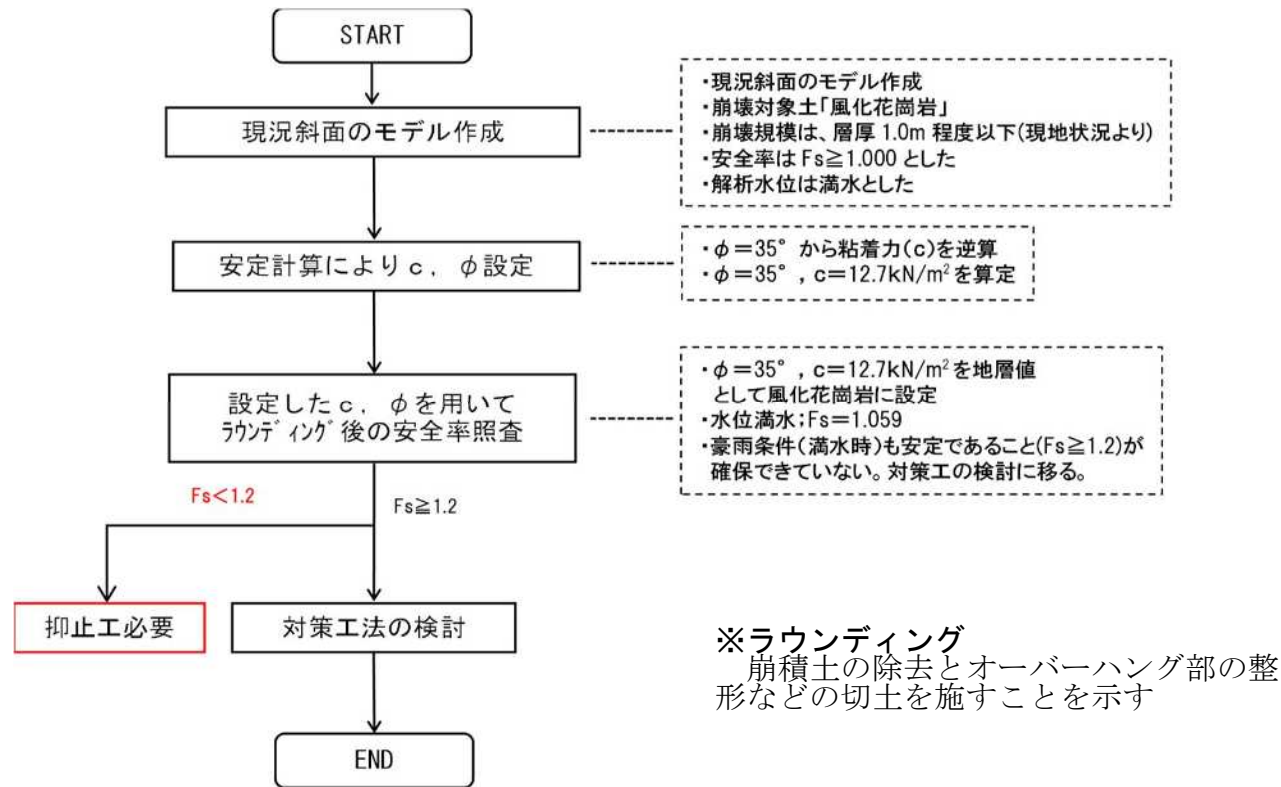 START
現況斜面のモデル作成
・現況斜面のモデル作成
・崩壊対象土「風化花崗岩」
・崩壊規模は、層厚 1.0m 程度以下(現地状況より)
・安全率は Fs≧1.000 とした
・解析水位は満水とした
安定計算によりc，φ設定
・φ＝35°から粘着力(c)を逆算
・φ＝35°，c＝12.7kN/m²を算定
設定したc，φを用いて
ﾗｳﾝﾃﾞｨﾝｸﾞ後の安全率照査
・φ＝35°，c＝12.7kN/m²を地層値
として風化花崗岩に設定
・水位満水；Fs＝1.059
・豪雨条件(満水時)も安定であること(Fs≧1.2)が
確保できていない。対策工の検討に移る。
Fs＜1.2
Fs≧1.2
抑止工必要
対策工法の検討
END
※ラウンディング
崩積土の除去とオーバーハング部の整
形などの切土を施すことを示す